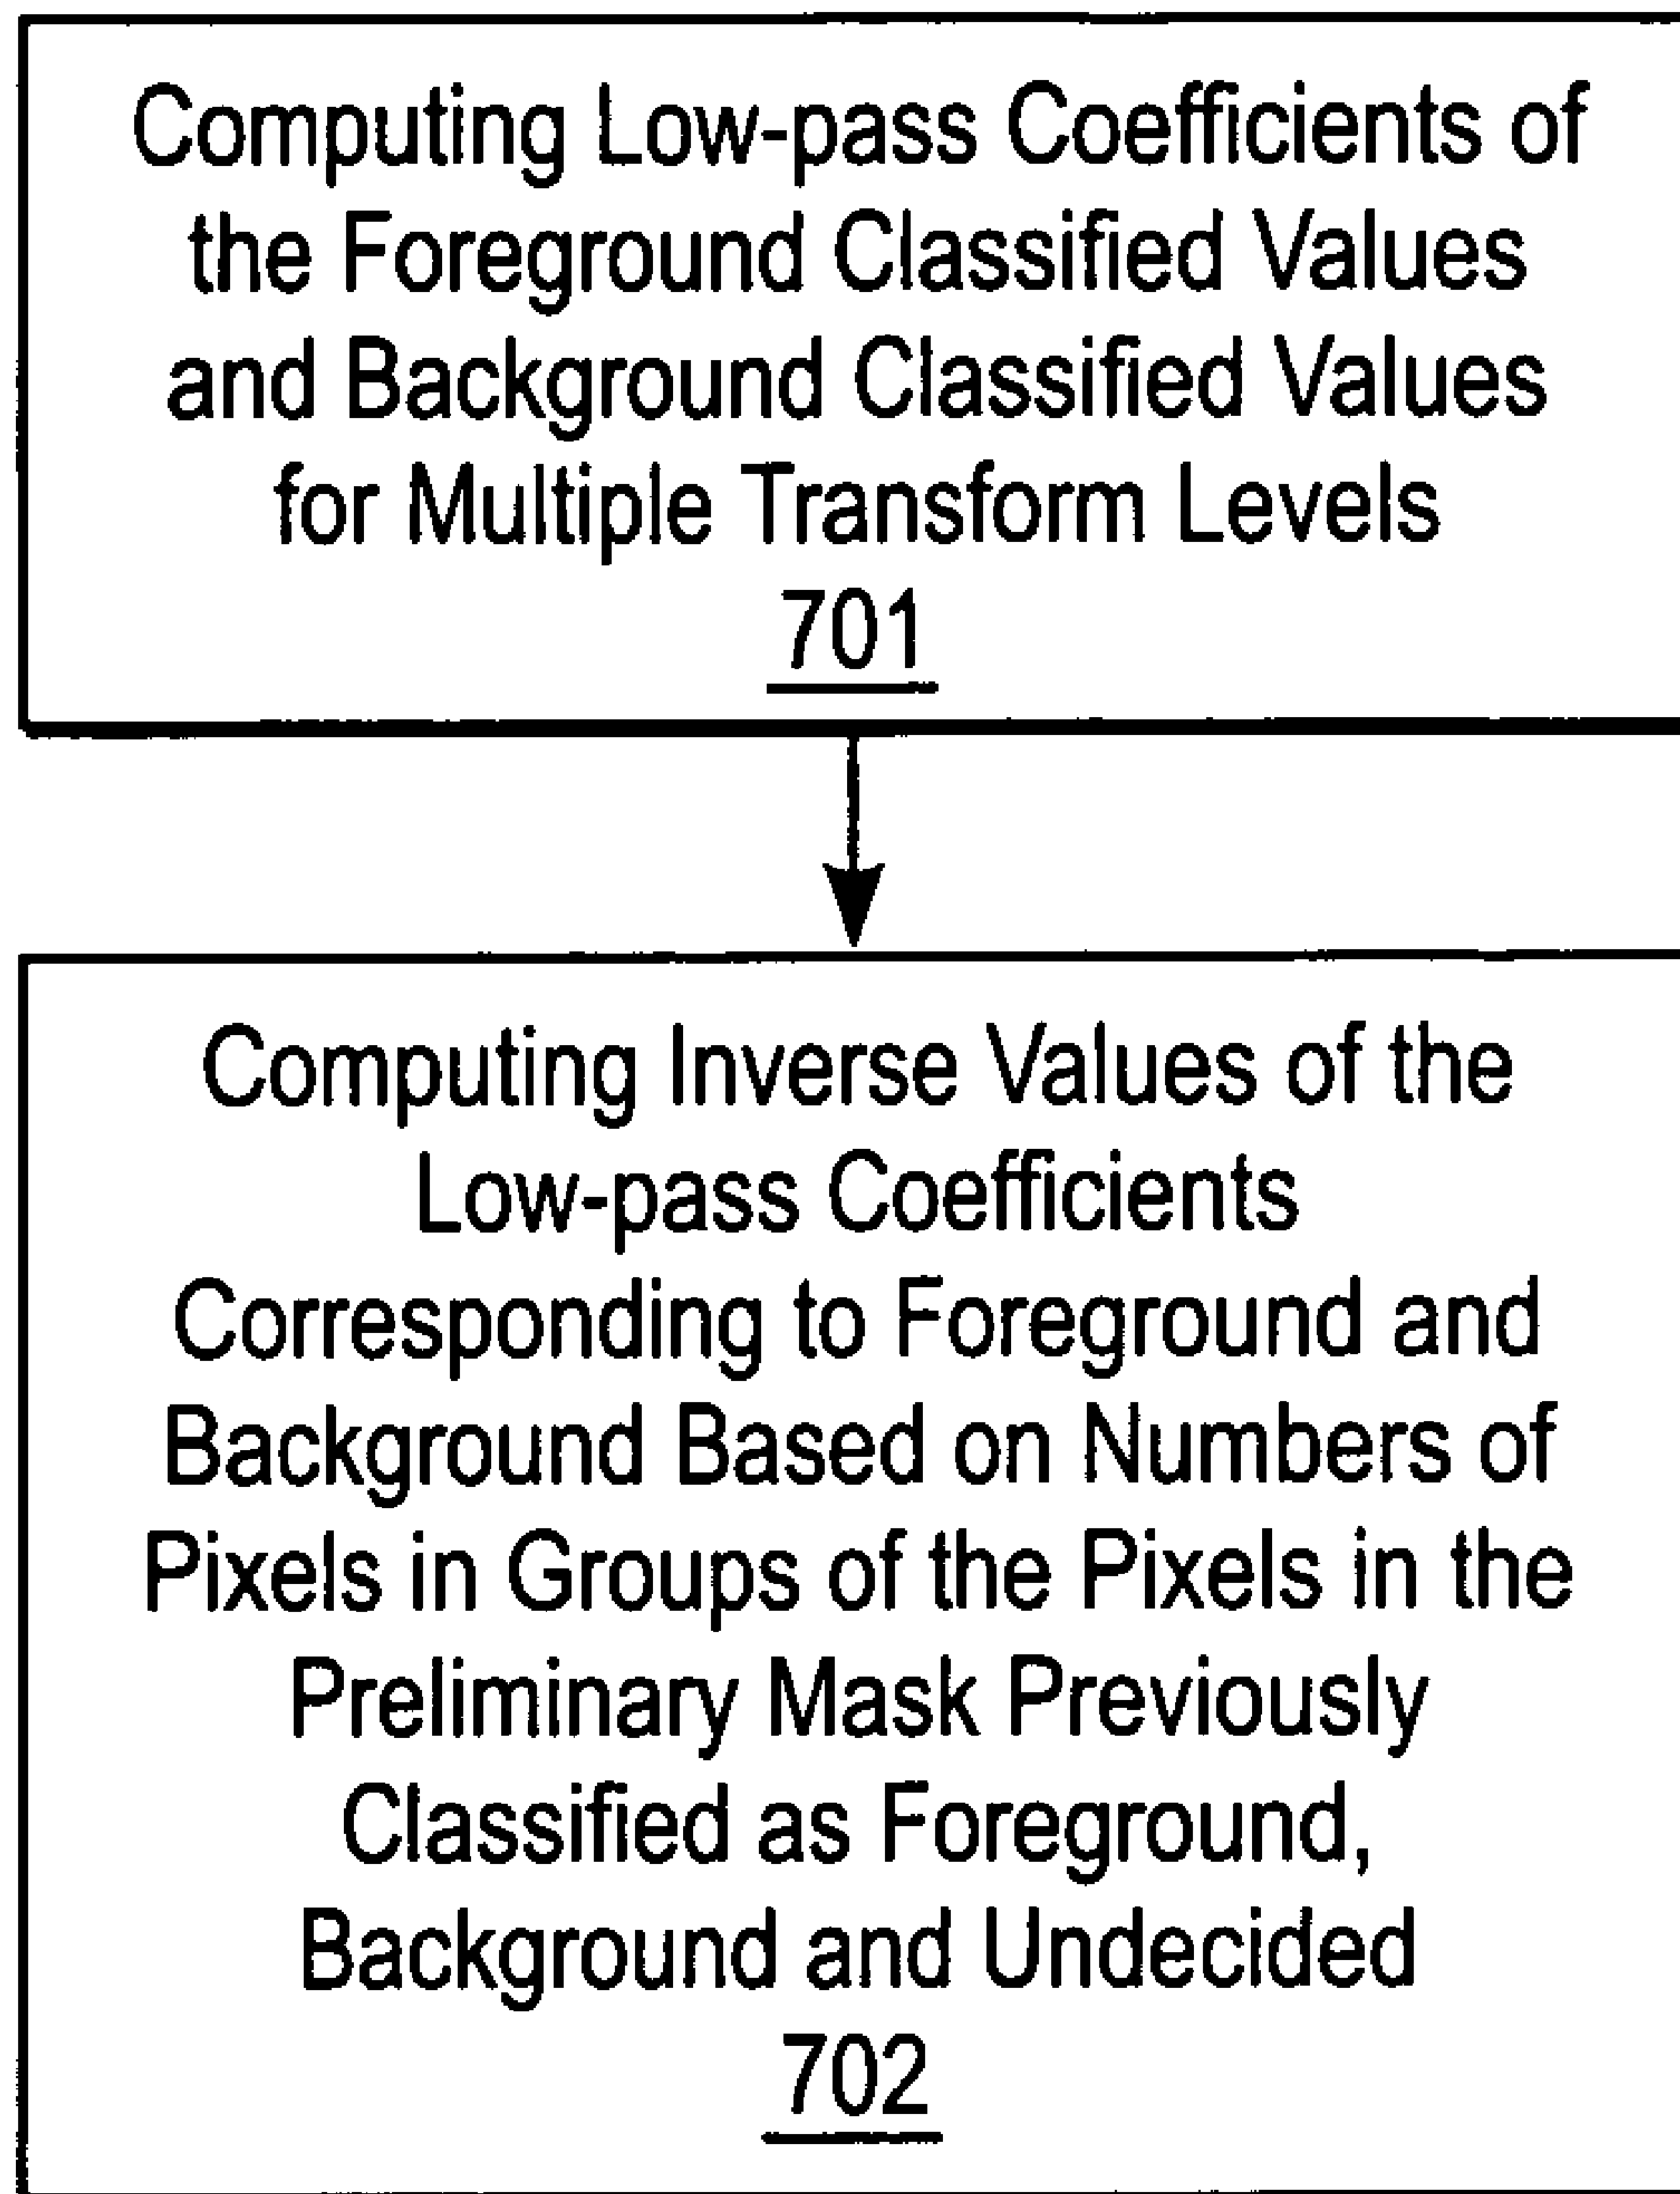 Computing Low-pass Coefficients of
the Foreground Classified Values
and Background Classified Values
for Multiple Transform Levels
701
Computing Inverse Values of the
Low-pass Coefficients
Corresponding to Foreground and
Background Based on Numbers of
Pixels in Groups of the Pixels in the
Preliminary Mask Previously
Classified as Foreground,
Background and Undecided
702